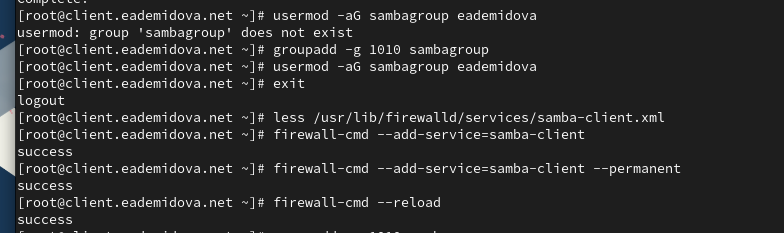 complete.
[root@client.eademidova.net ~]# usermod -aG sambagroup eademidova
usermod: group 'sambagroup' does not exist
[root@client.eademidova.net ~]# groupadd -g 1010 sambagroup
[root@client.eademidova.net ~]# usermod -aG sambagroup eademidova
[root@client.eademidova.net ~]# exit
logout
[root@client.eademidova.net ~]# less /usr/lib/firewalld/services/samba-client.xml
[root@client.eademidova.net ~]# firewall-cmd --add-service=samba-client
success
[root@client.eademidova.net ~]# firewall-cmd --add-service=samba-client --permanent
success
[root@client.eademidova.net ~]# firewall-cmd --reload
success